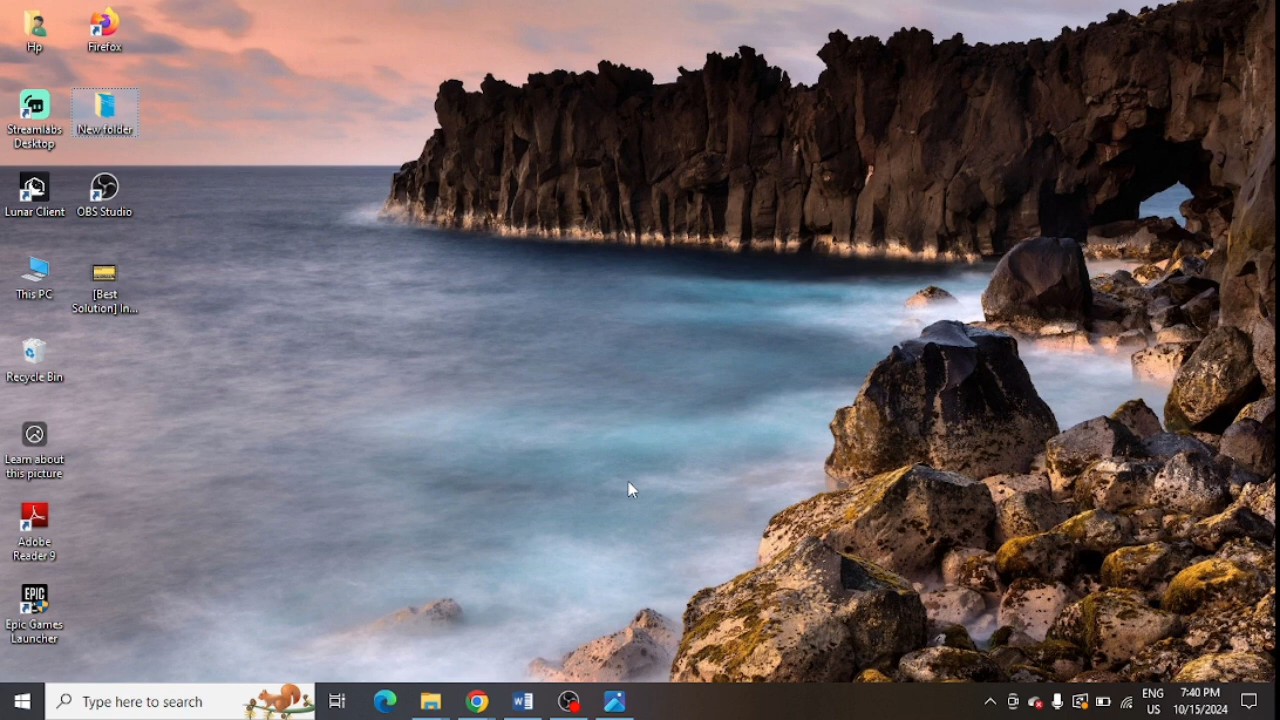 Hp
Firefox
Streamlabs
Desktop
New folder
Lunar Client
OBS Studio
This PC
[Best
Solution] In...
Recycle Bin
Learn about
this picture
Adobe
Reader 9
EPIC
GAMES
Epic Games
Launcher
Type here to search
W
ENG
US
7:40 PM
10/15/2024